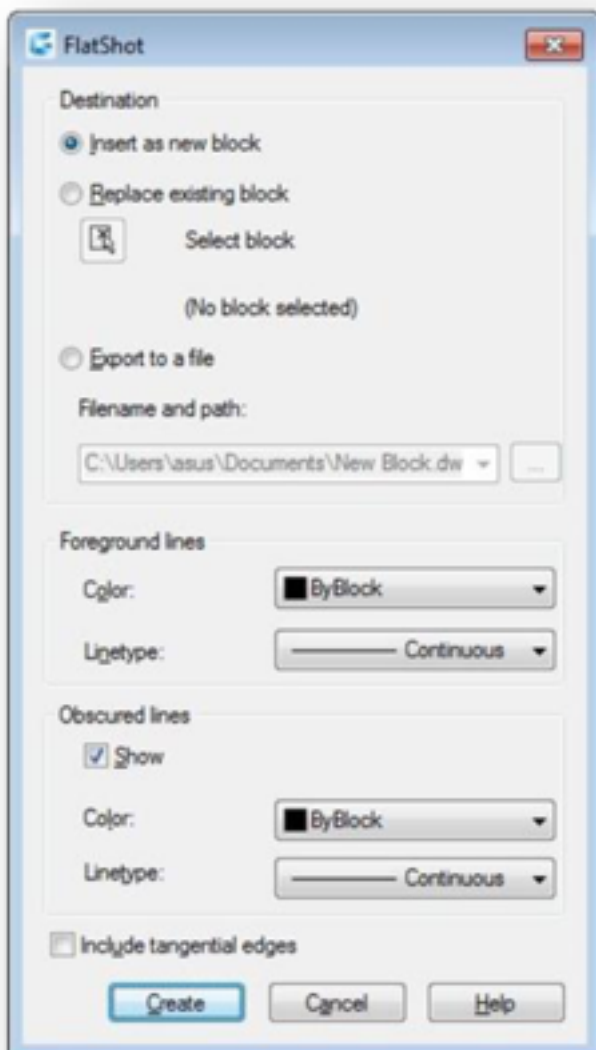 FlatShot
Destination
Insert as new block
Replace existing block
Select block
(No block selected)
Export to a file
Filename and path:
C:\Users\asus\Documents\New Block.dw
...
Foreground lines
Color: ByBlock
Linetype: Continuous
Obscured lines
Show
Color: ByBlock
Linetype: Continuous
Include tangential edges
Create Cancel Help